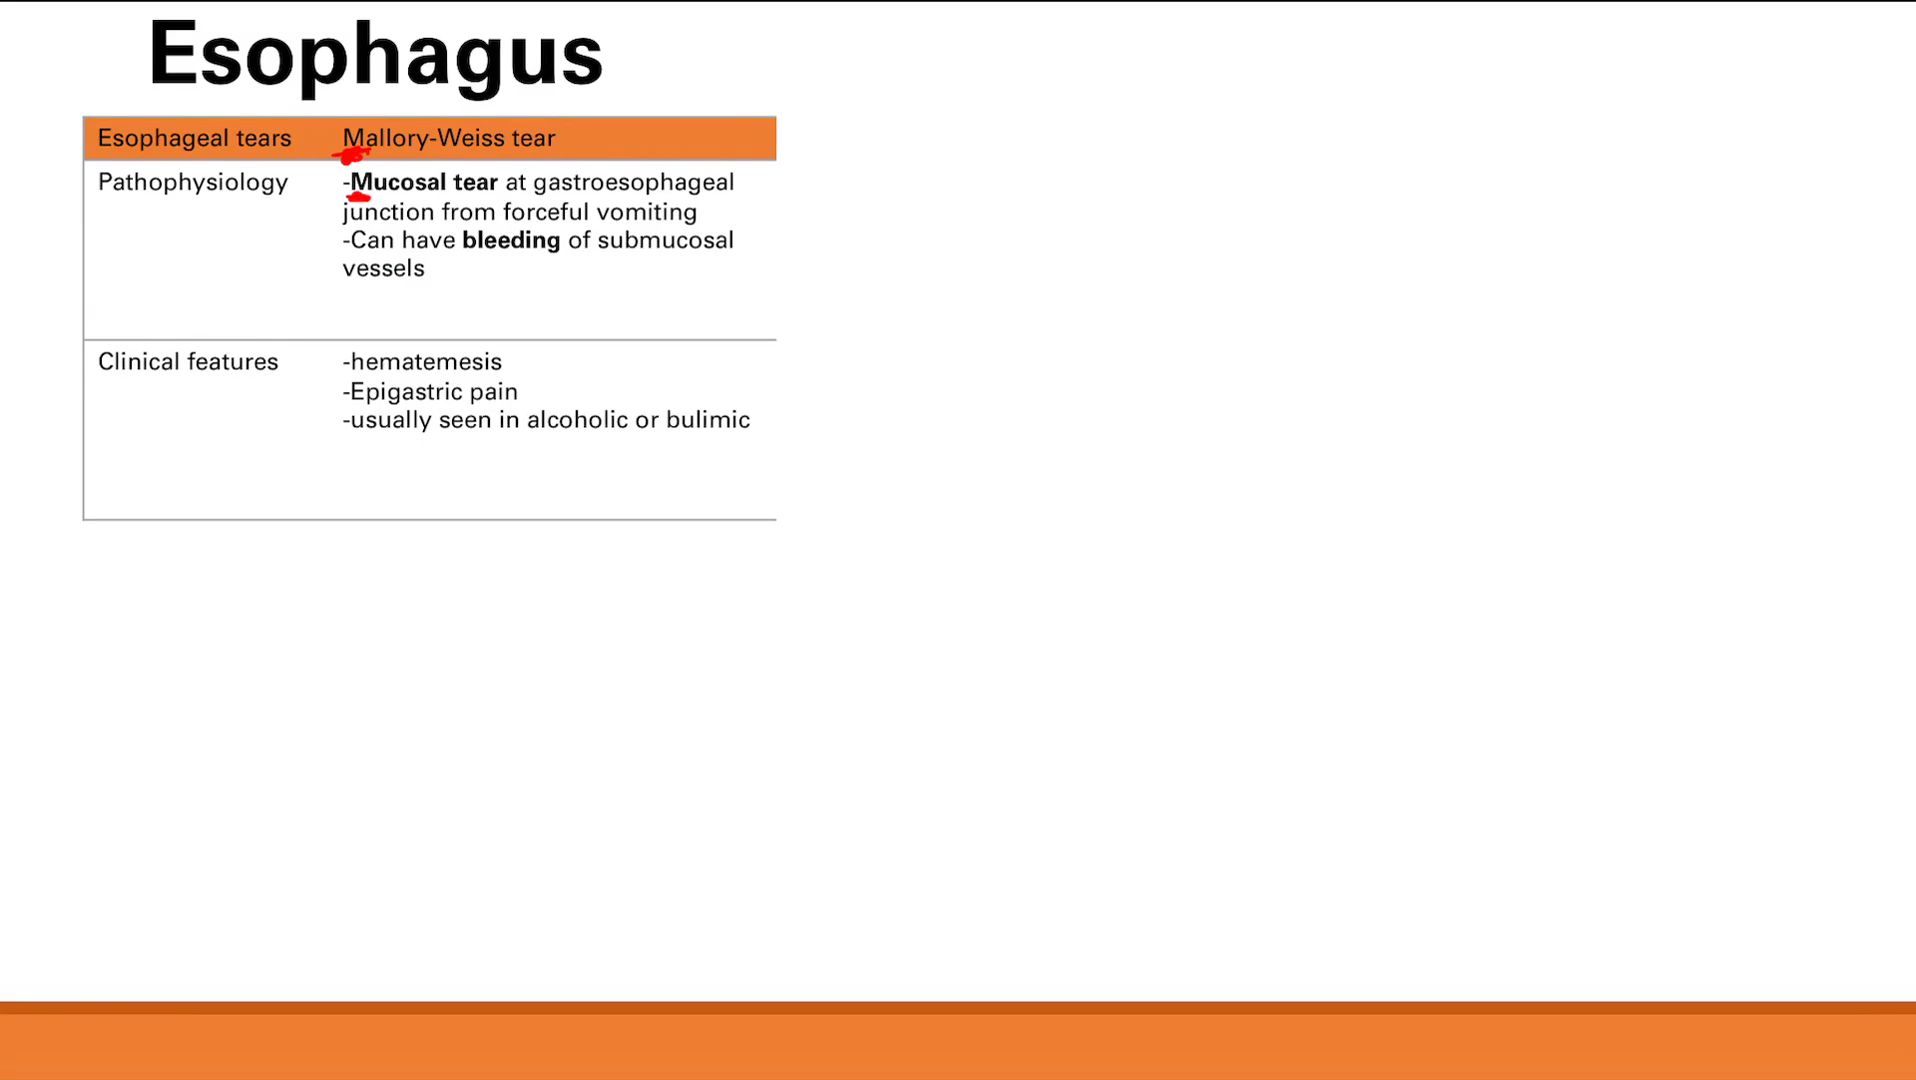 Esophagus
Esophageal tears
Mallory-Weiss tear
Pathophysiology
-Mucosal tear at gastroesophageal
junction from forceful vomiting
-Can have bleeding of submucosal
vessels
Clinical features
-hematemesis
-Epigastric pain
-usually seen in alcoholic or bulimic